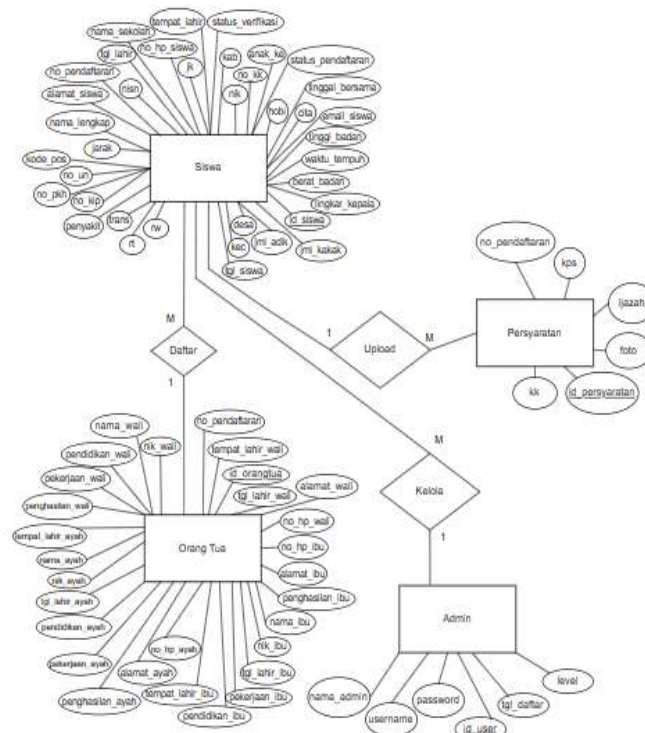 tempat_lahir
status_verifikasi
nama_sekolah
no_hp_siswa
tgl_lahir
jk
kab
anak_ke
status_pendaftaran
no_kk
no_pendaftaran
nisn
nik
tinggal_bersama
alamat_siswa
hobi
cita
email_siswa
nama_lengkap
tinggi_badan
jarak
Siswa
waktu_tempuh
kode_pos
no_un
berat_badan
no_pkh
no_kip
lingkar_kepala
penyakit
trans
id_siswa
rt
rw
desa
jml_adik
jml_kakak
kec
tgl_siswa
no_pendaftaran
kps
Ijazah
M
1
M
Persyaratan
Daftar
Upload
foto
1
kk
id_persyaratan
nama_wali
no_pendaftaran
nik_wali
tempat_lahir_wali
pendidikan_wali
M
id_orangtua
pekerjaan_wali
tgl_lahir_wali
alamat_wali
Kelola
penghasilan_wali
no_hp_wali
tempat_lahir_ayah
Orang Tua
1
no_hp_ibu
nama_ayah
nik_ayah
alamat_ibu
tgl_lahir_ayah
penghasilan_ibu
pendidikan_ayah
nama_ibu
Admin
no_hp_ayah
nik_ibu
pekerjaan_ayah
alamat_ayah
tgl_lahir_ibu
level
penghasilan_ayah
tempat_lahir_ibu
pekerjaan_ibu
nama_admin
password
tgl_daftar
pendidikan_ibu
username
id_user